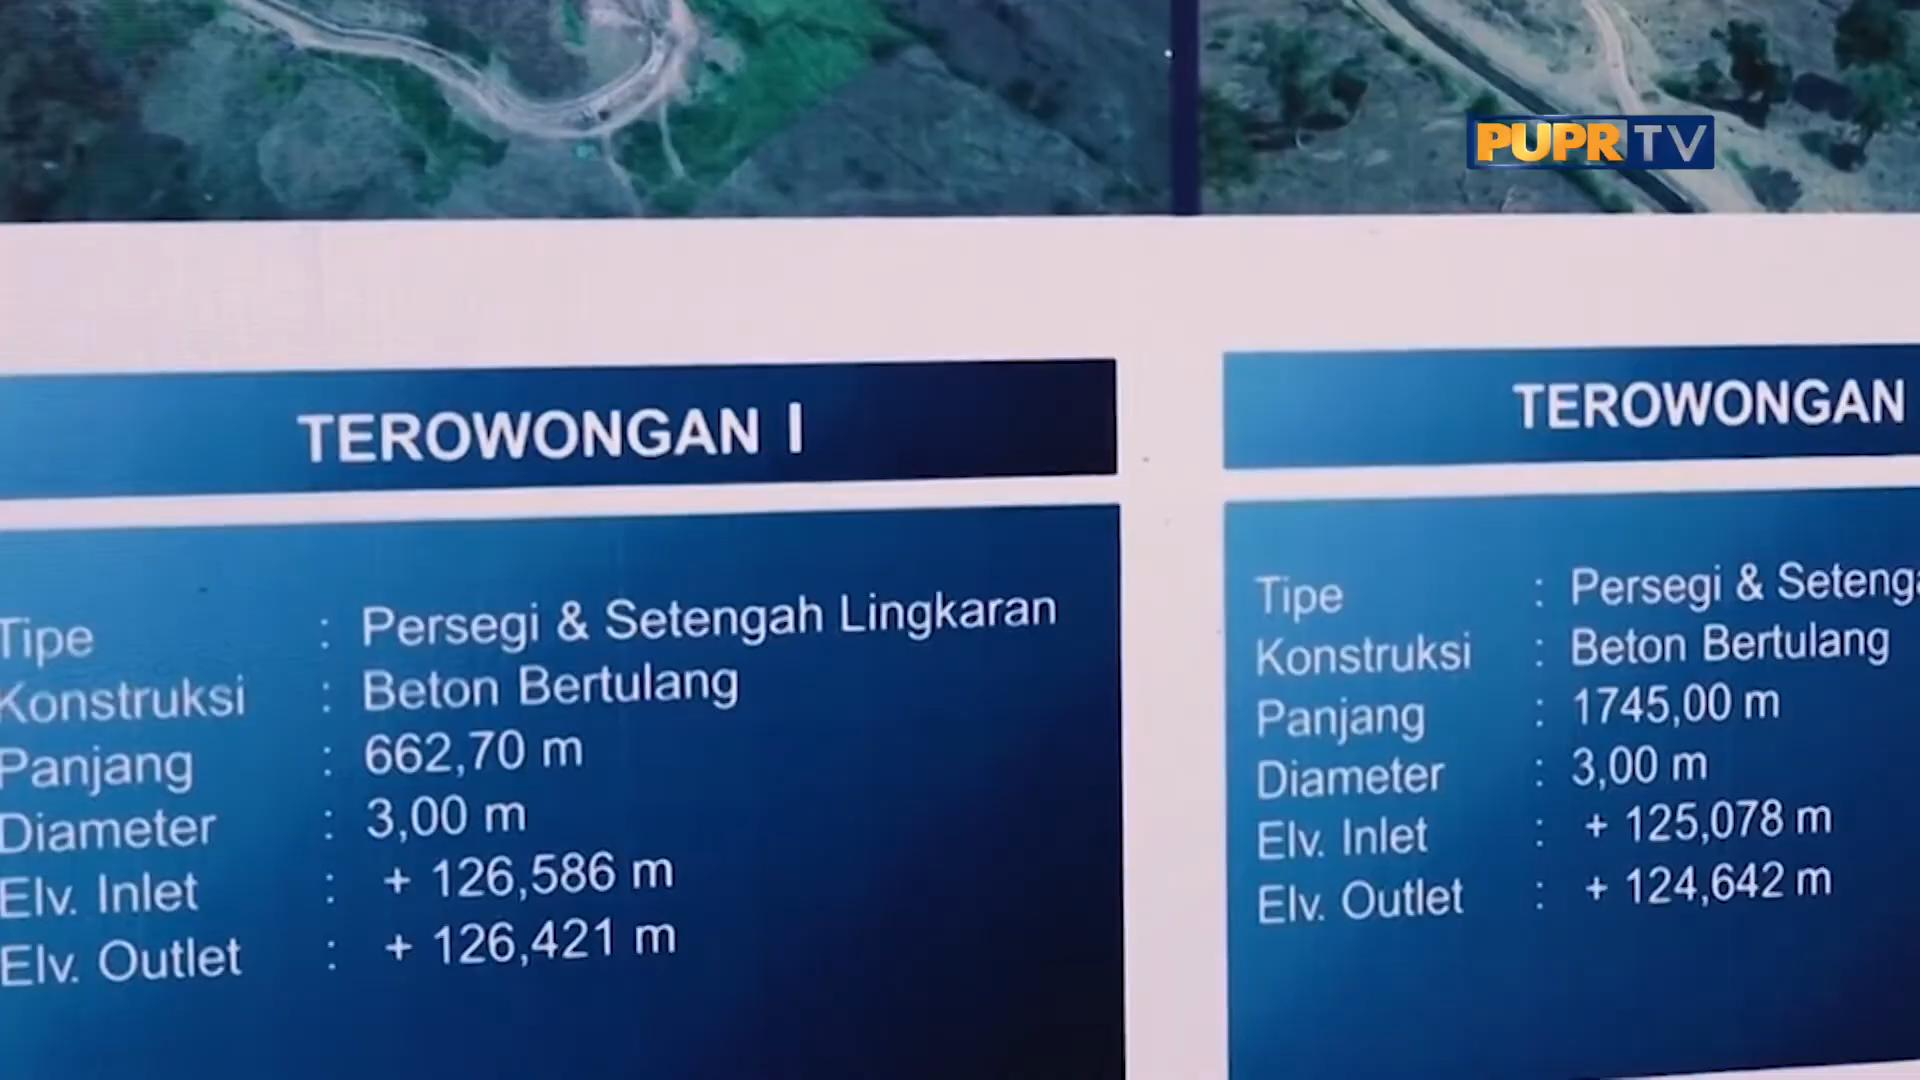 PUPR TV
TEROWONGAN I
Tipe : Persegi & Setengah Lingkaran
Konstruksi : Beton Bertulang
Panjang : 662,70 m
Diameter : 3,00 m
Elv. Inlet : + 126,586 m
Elv. Outlet : + 126,421 m
TEROWONGAN
Tipe : Persegi &
Konstruksi : Beton Bertulang
Panjang : 1745,00 m
Diameter : 3,00 m
Elv. Inlet : + 125,078 m
Elv. Outlet : + 124,642 m